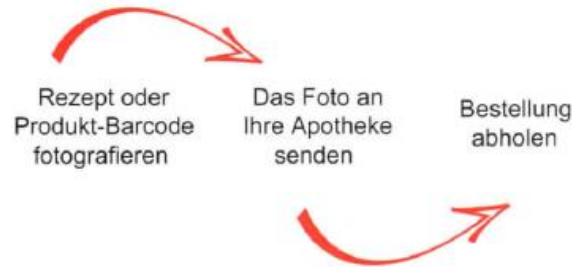 Rezept oder
Produkt-Barcode
fotografieren
Das Foto an
Ihre Apotheke
senden
Bestellung
abholen